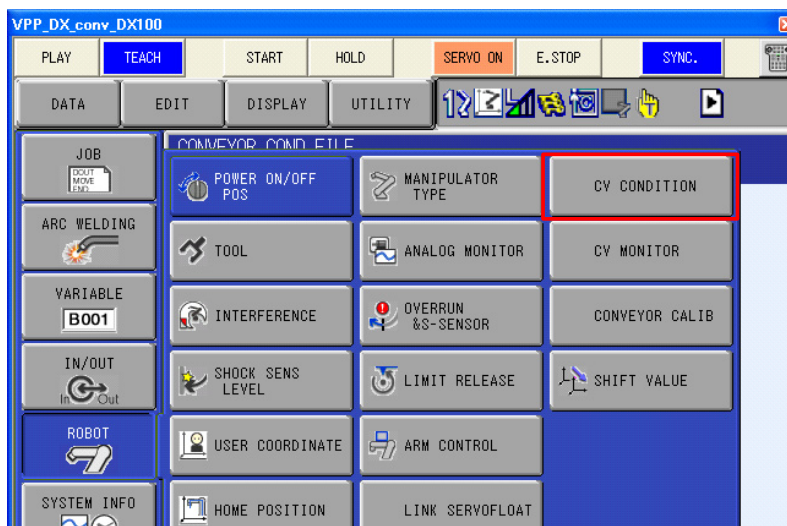 VPP_DX_conv_DX100
PLAY TEACH START HOLD SERVO ON E.STOP SYNC.
DATA EDIT DISPLAY UTILITY
CONVEYOR COND FILE
JOB
DOUT
MOVE
END
POWER ON/OFF
POS
MANIPULATOR
TYPE
CV CONDITION
ARC WELDING
TOOL
ANALOG MONITOR
CV MONITOR
VARIABLE
B001
INTERFERENCE
OVERRUN
&S-SENSOR
CONVEYOR CALIB
IN/OUT
In Out
SHOCK SENS
LEVEL
LIMIT RELEASE
SHIFT VALUE
ROBOT
USER COORDINATE
ARM CONTROL
SYSTEM INFO
HOME POSITION
LINK SERVOFLOAT